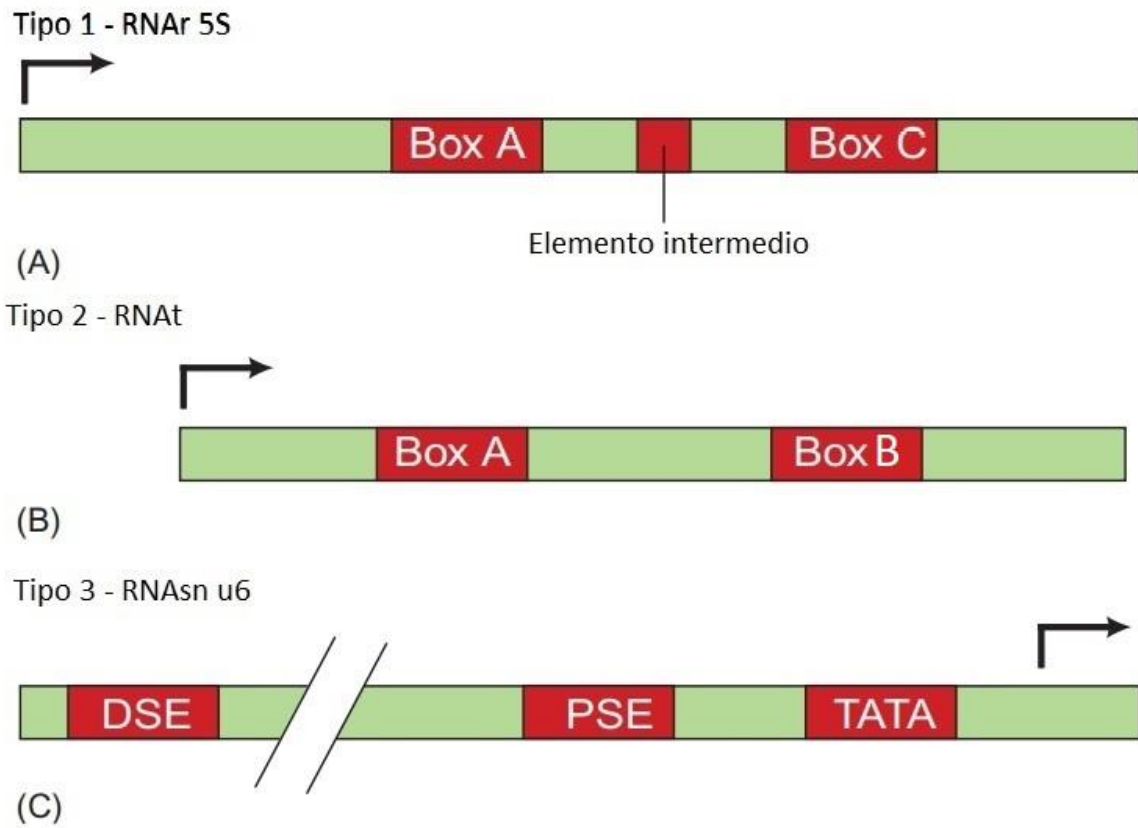 Tipo 1 - RNAr 5S
Box A
Box C
Elemento intermedio
(A)
Tipo 2 - RNAt
Box A
Box B
(B)
Tipo 3 - RNAsn u6
DSE
PSE
TATA
(C)